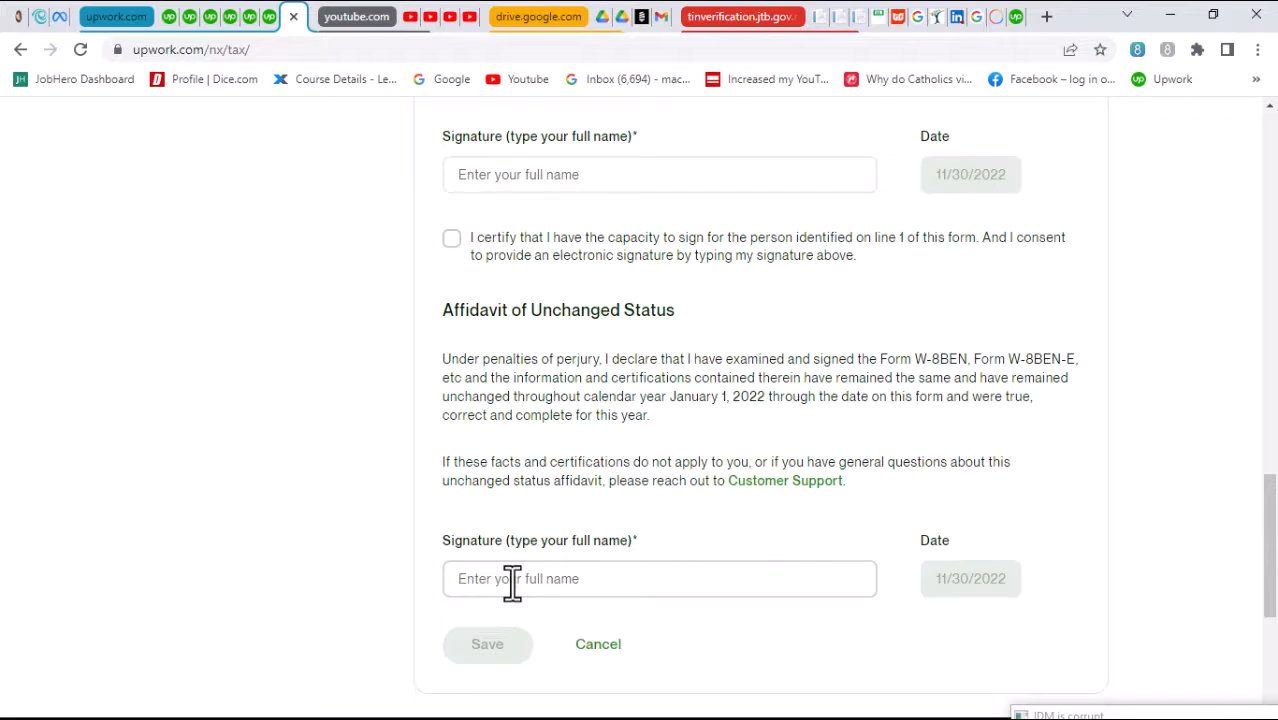 upwork.com
youtube.com
drive.google.com
tinverification.jtb.gov.
upwork.com/nx/tax/
JobHero Dashboard
Profile | Dice.com
Course Details - Le...
Google
Youtube
Inbox (6,694) - mac...
Increased my YouT...
Why do Catholics vi...
Facebook – log in o...
Upwork
Signature (type your full name)*
Date
Enter your full name
11/30/2022
I certify that I have the capacity to sign for the person identified on line 1 of this form. And I consent
to provide an electronic signature by typing my signature above.
Affidavit of Unchanged Status
Under penalties of perjury, I declare that I have examined and signed the Form W-8BEN, Form W-8BEN-E,
etc and the information and certifications contained therein have remained the same and have remained
unchanged throughout calendar year January 1, 2022 through the date on this form and were true,
correct and complete for this year.
If these facts and certifications do not apply to you, or if you have general questions about this
unchanged status affidavit, please reach out to Customer Support.
Signature (type your full name)*
Date
Enter your full name
11/30/2022
Save
Cancel
IDM is corrupt